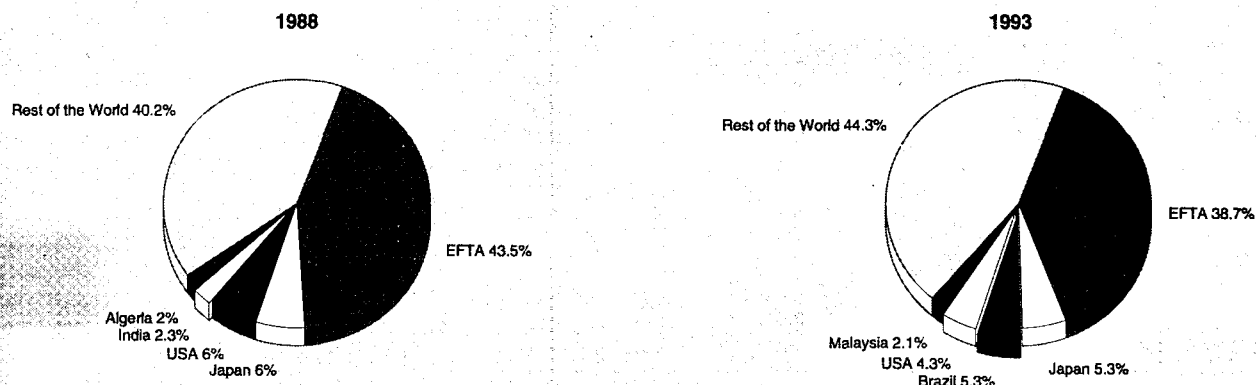 1988
Rest of the World 40.2%
EFTA 43.5%
Algeria 2%
India 2.3%
USA 6%
Japan 6%
1993
Rest of the World 44.3%
EFTA 38.7%
Malaysia 2.1%
USA 4.3%
Brazil 5.3%
Japan 5.3%